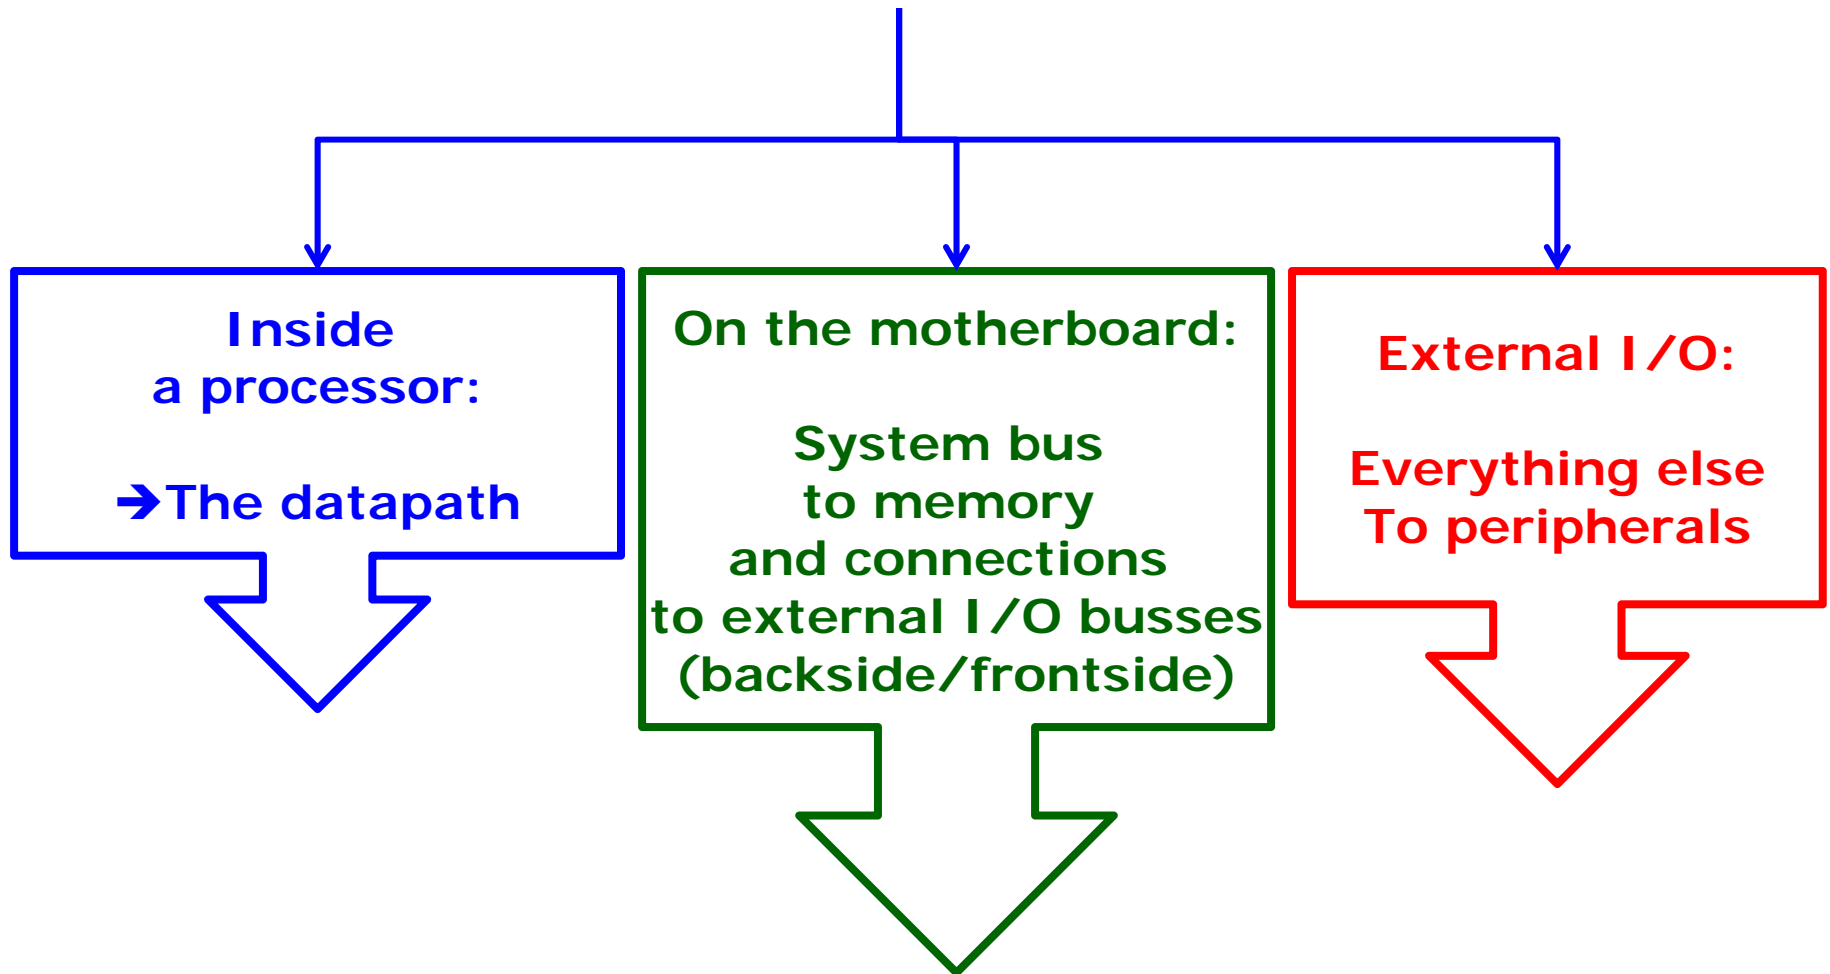 Inside
a processor:
➔The datapath
On the motherboard:
System bus
to memory
and connections
to external I/O busses
(backside/frontside)
External I/O:
Everything else
To peripherals